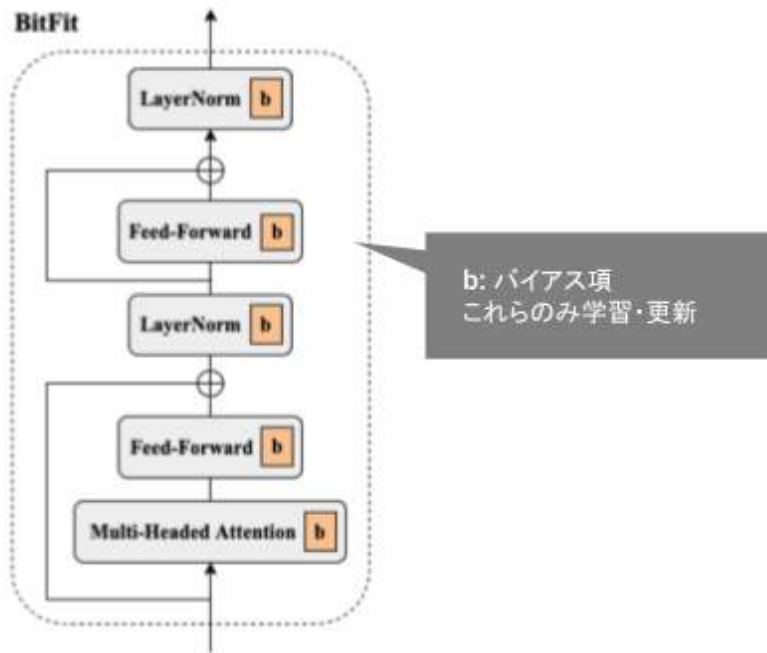 BitFit
LayerNorm b
Feed-Forward b
LayerNorm b
Feed-Forward b
Multi-Headed Attention b
b: バイアス項
これらのみ学習・更新